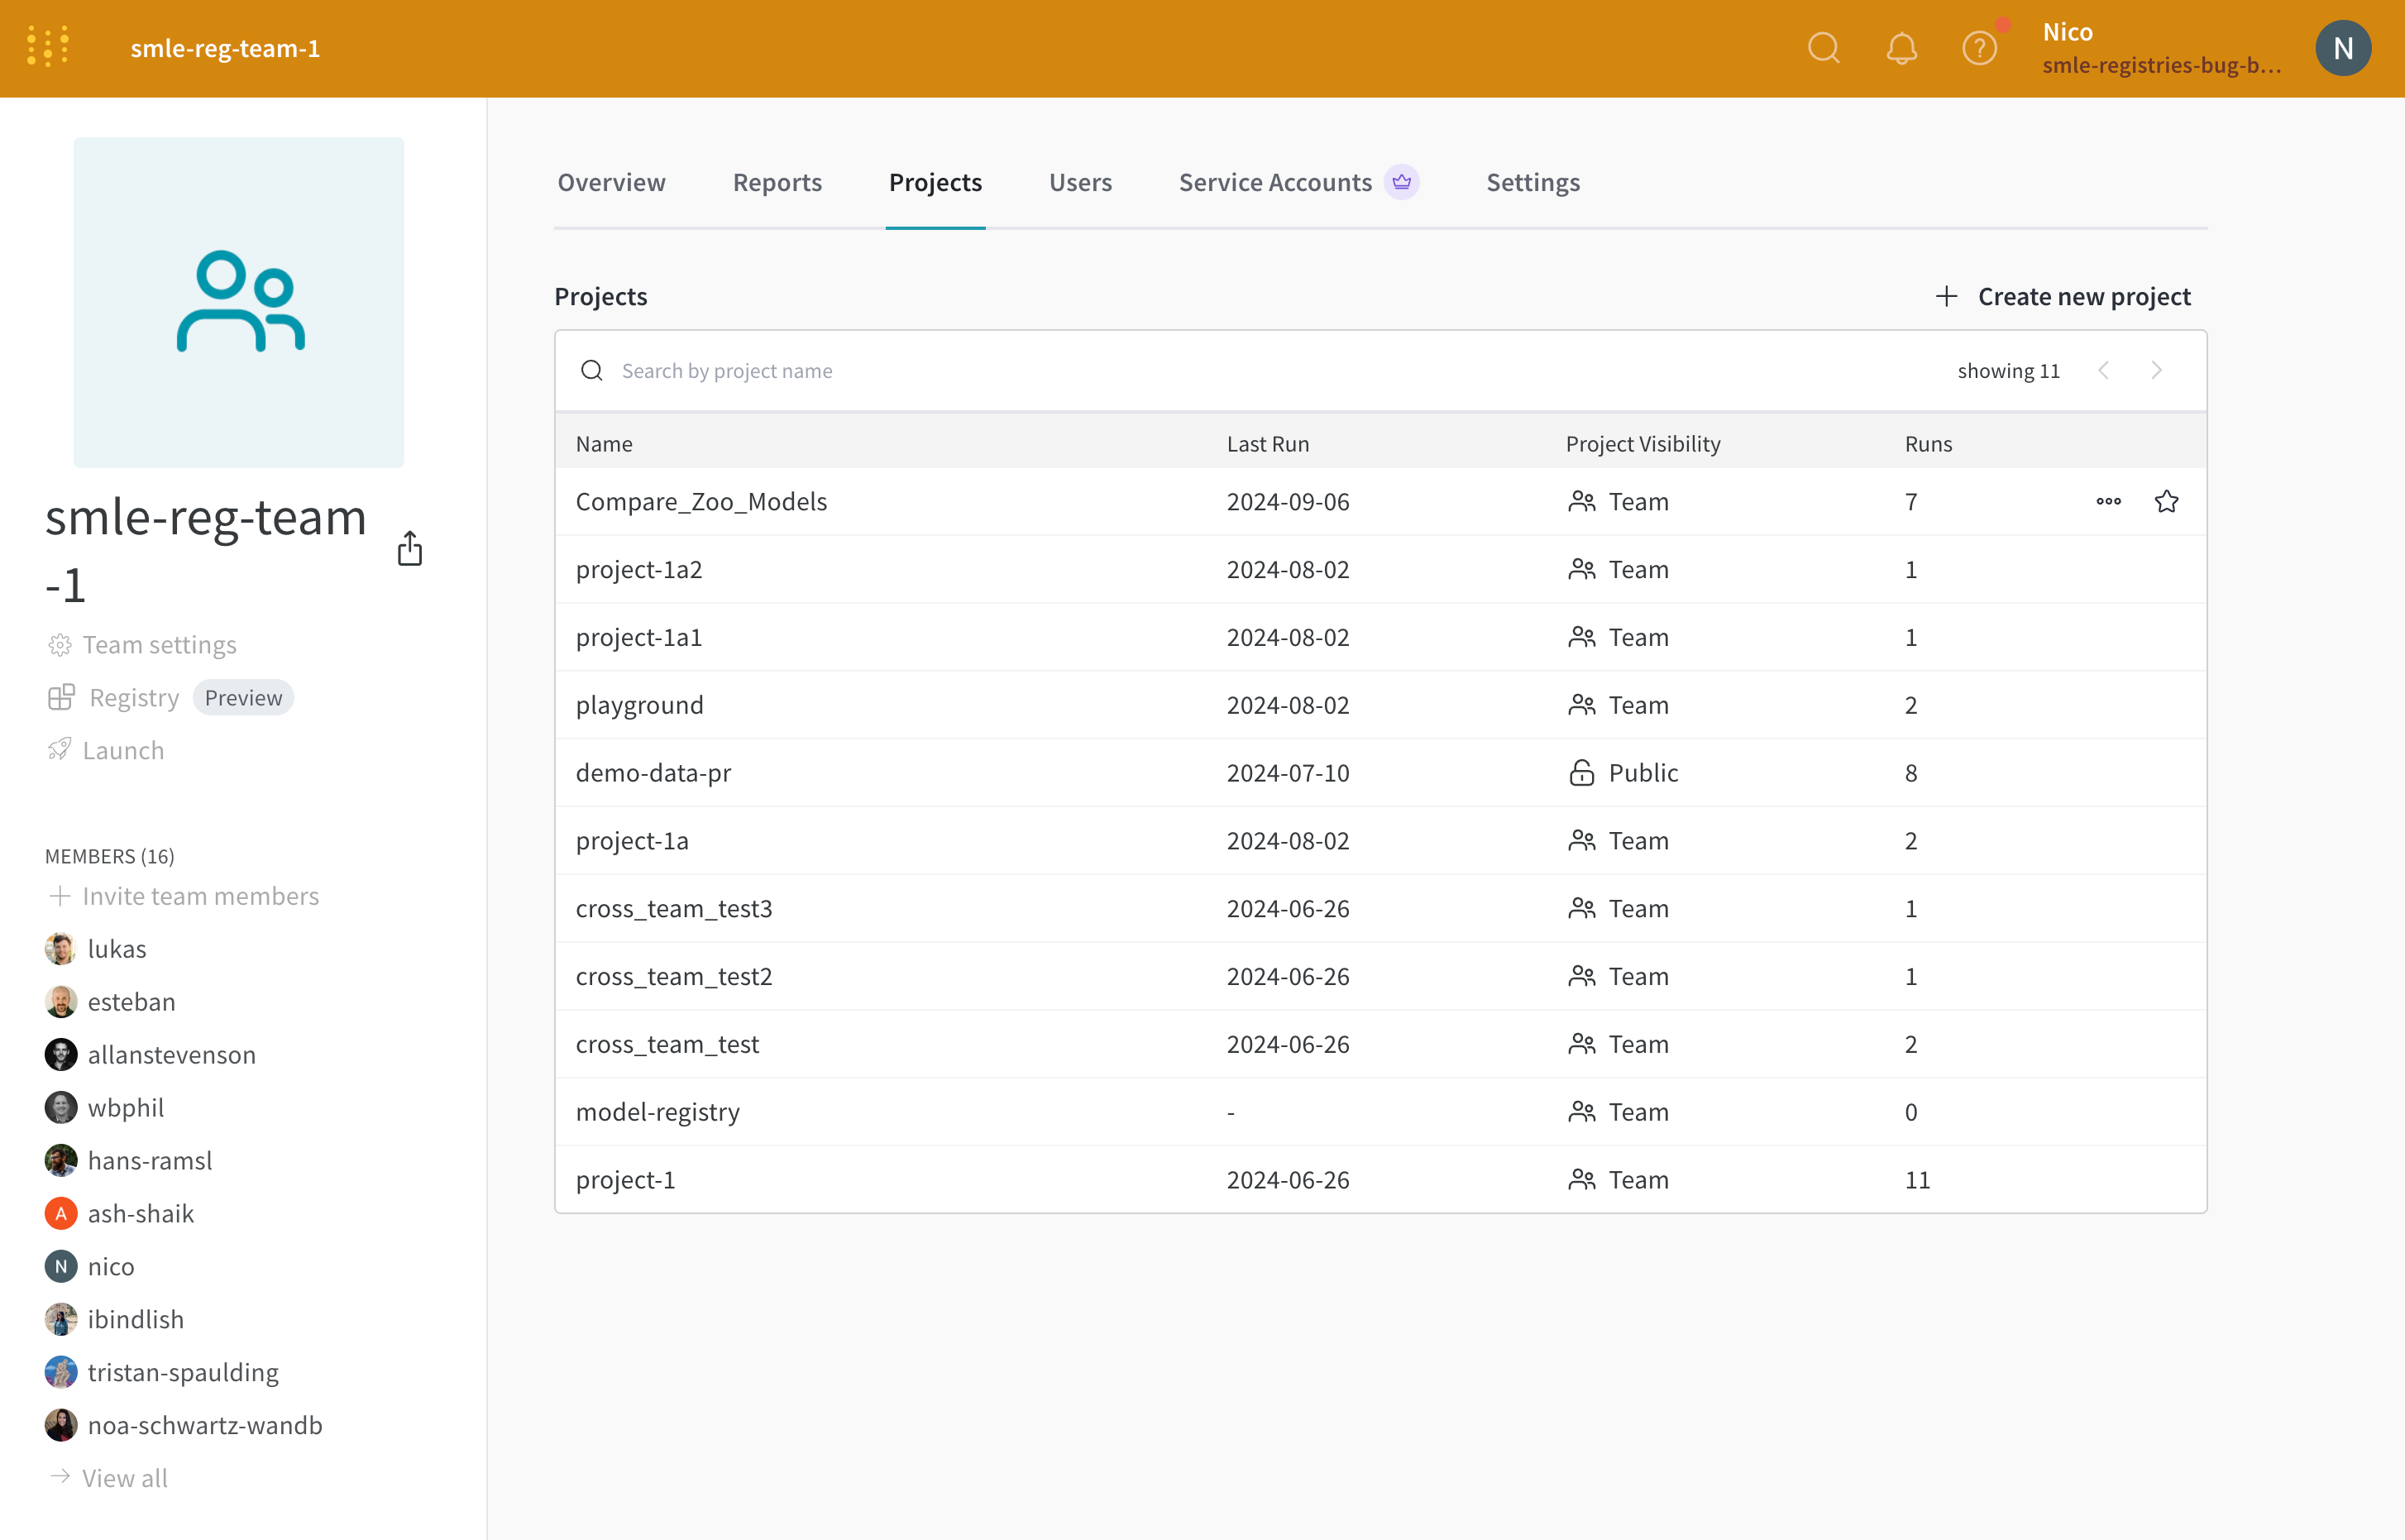 smle-reg-team-1
Nico
smle-registries-bug-b...
N
smle-reg-team
-1
Team settings
Registry Preview
Launch
MEMBERS (16)
Invite team members
lukas
esteban
allanstevenson
wbphil
hans-ramsl
A ash-shaik
N nico
ibindlish
tristan-spaulding
noa-schwartz-wandb
View all
Overview Reports Projects Users Service Accounts Settings
Projects
Create new project
Search by project name
showing 11
Name Last Run Project Visibility Runs
Compare_Zoo_Models 2024-09-06 Team 7
project-1a2 2024-08-02 Team 1
project-1a1 2024-08-02 Team 1
playground 2024-08-02 Team 2
demo-data-pr 2024-07-10 Public 8
project-1a 2024-08-02 Team 2
cross_team_test3 2024-06-26 Team 1
cross_team_test2 2024-06-26 Team 1
cross_team_test 2024-06-26 Team 2
model-registry - Team 0
project-1 2024-06-26 Team 11